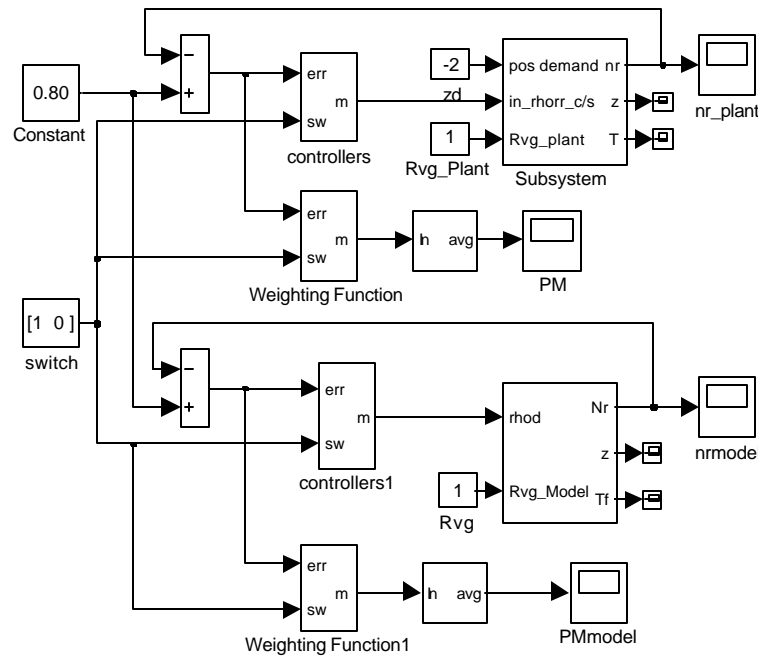 −
+
0.80
Constant
err
sw
m
controllers
-2
zd
1
Rvg_Plant
pos demand
nr
in_rhorr_c/s
z
Rvg_plant
T
Subsystem
nr_plant
err
sw
m
Weighting Function
In
avg
PM
[1 0 ]
switch
−
+
err
sw
m
controllers1
rhod
Nr
z
Rvg_Model
Tf
1
Rvg
nrmodel
err
sw
m
Weighting Function1
In
avg
PMmodel